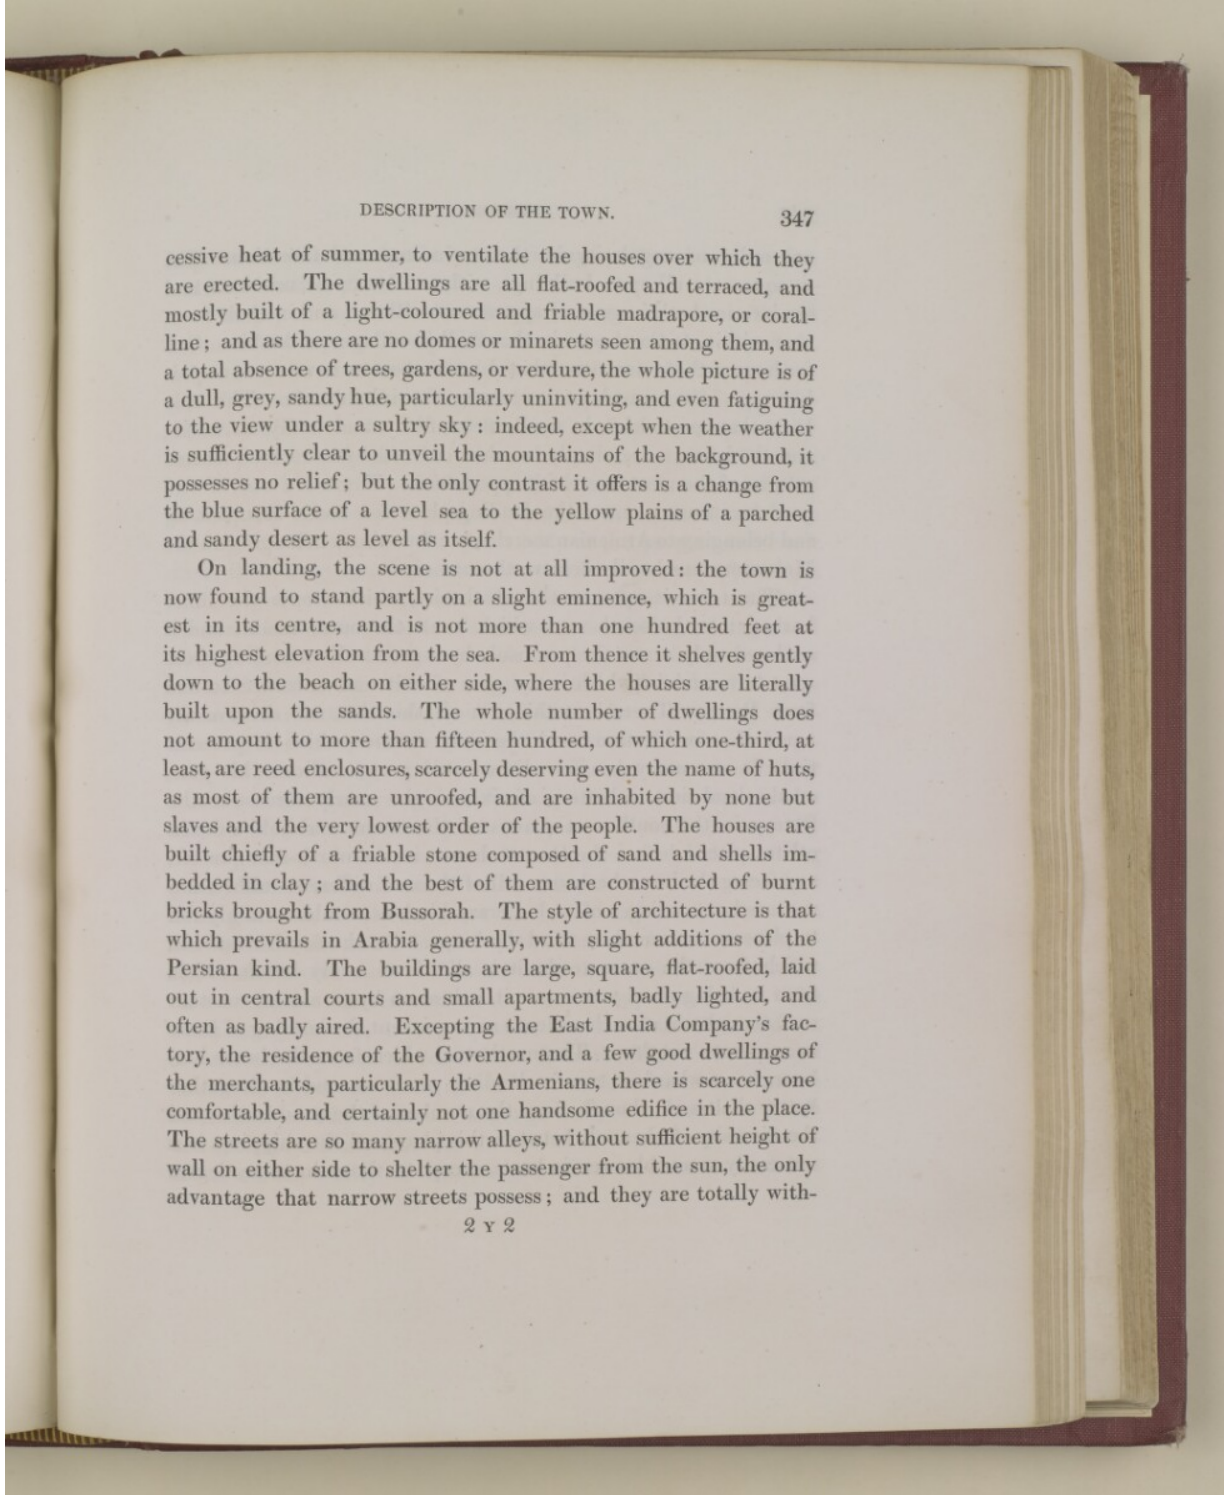 DESCRIPTION OF THE TOWN.
347
cessive heat of summer, to ventilate the houses over which they
are erected. The dwellings are all flat-roofed and terraced, and
mostly built of a light-coloured and friable madrapore, or coral-
line; and as there are no domes or minarets seen among them, and
a total absence of trees, gardens, or verdure, the whole picture is of
a dull, grey, sandy hue, particularly uninviting, and even fatiguing
to the view under a sultry sky: indeed, except when the weather
is sufficiently clear to unveil the mountains of the background, it
possesses no relief; but the only contrast it offers is a change from
the blue surface of a level sea to the yellow plains of a parched
and sandy desert as level as itself.
On landing, the scene is not at all improved: the town is
now found to stand partly on a slight eminence, which is great-
est in its centre, and is not more than one hundred feet at
its highest elevation from the sea. From thence it shelves gently
down to the beach on either side, where the houses are literally
built upon the sands. The whole number of dwellings does
not amount to more than fifteen hundred, of which one-third, at
least, are reed enclosures, scarcely deserving even the name of huts,
as most of them are unroofed, and are inhabited by none but
slaves and the very lowest order of the people. The houses are
built chiefly of a friable stone composed of sand and shells im-
bedded in clay; and the best of them are constructed of burnt
bricks brought from Bussorah. The style of architecture is that
which prevails in Arabia generally, with slight additions of the
Persian kind. The buildings are large, square, flat-roofed, laid
out in central courts and small apartments, badly lighted, and
often as badly aired. Excepting the East India Company's fac-
tory, the residence of the Governor, and a few good dwellings of
the merchants, particularly the Armenians, there is scarcely one
comfortable, and certainly not one handsome edifice in the place.
The streets are so many narrow alleys, without sufficient height of
wall on either side to shelter the passenger from the sun, the only
advantage that narrow streets possess; and they are totally with-
2 Y 2